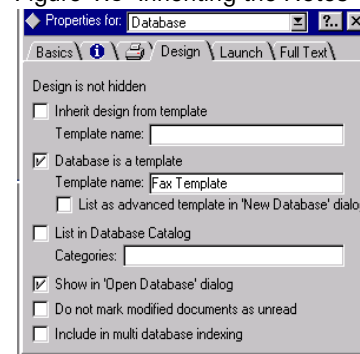 Properties for: Database ?..
Basics Design Launch Full Text
Design is not hidden
Inherit design from template
Template name:
Database is a template
Template name: Fax Template
List as advanced template in 'New Database' dialo
List in Database Catalog
Categories:
Show in 'Open Database' dialog
Do not mark modified documents as unread
Include in multi database indexing